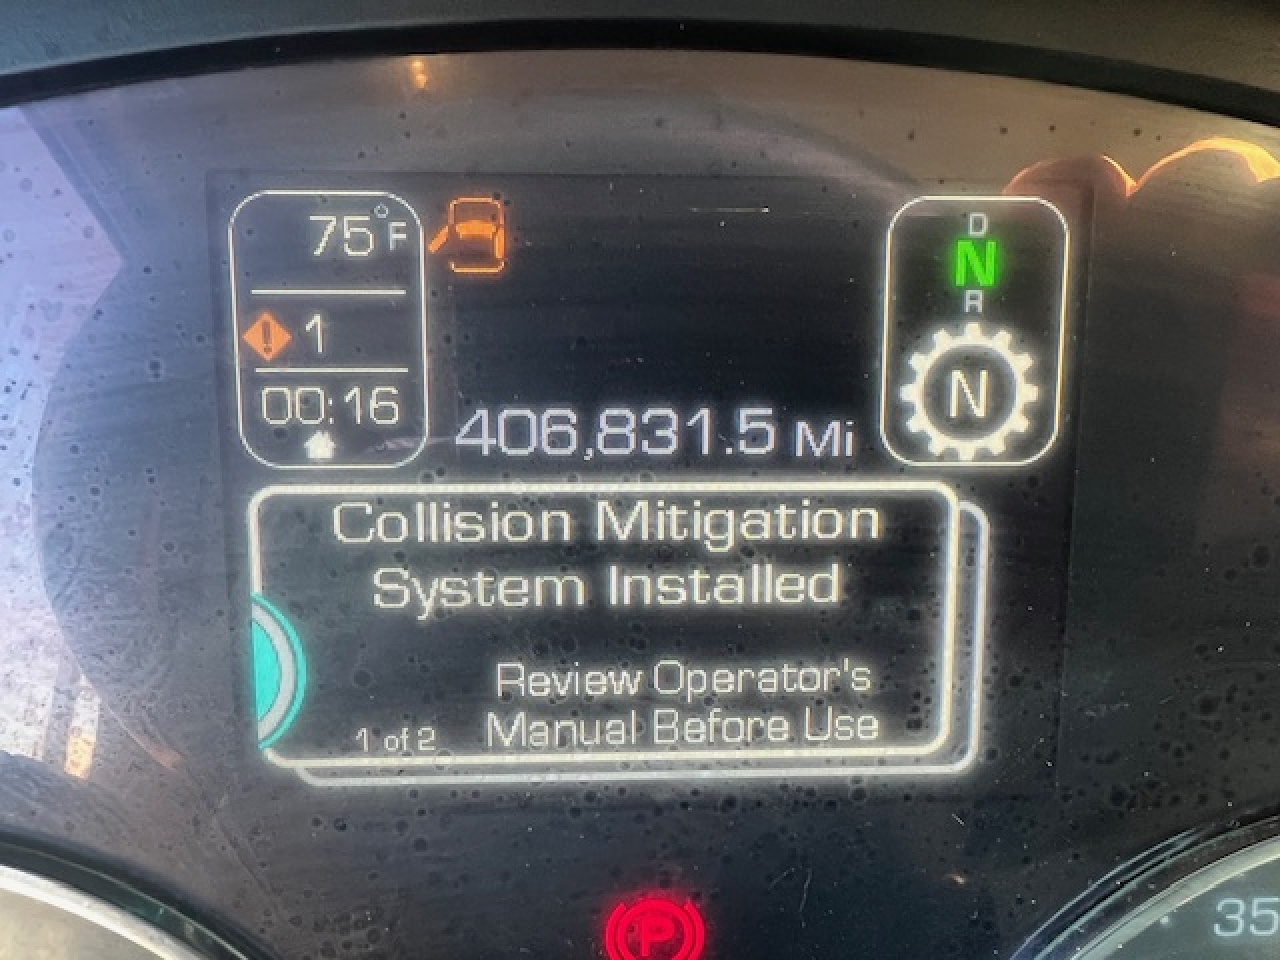 75°F
! 1
00:16
406,831.5 Mi
D
N
R
N
Collision Mitigation
System Installed
Review Operator's
1 of 2 Manual Before Use
P
35